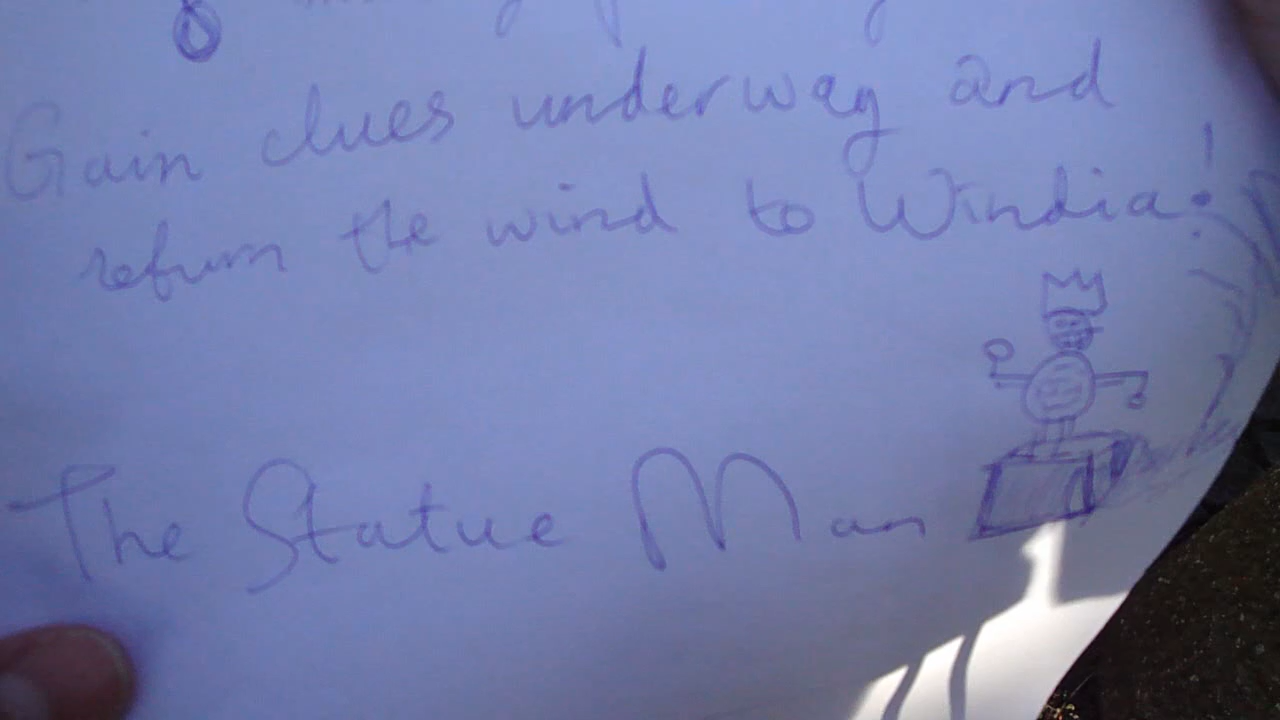 Gain clues underway and
return the wind to Windia!
The Statue Man